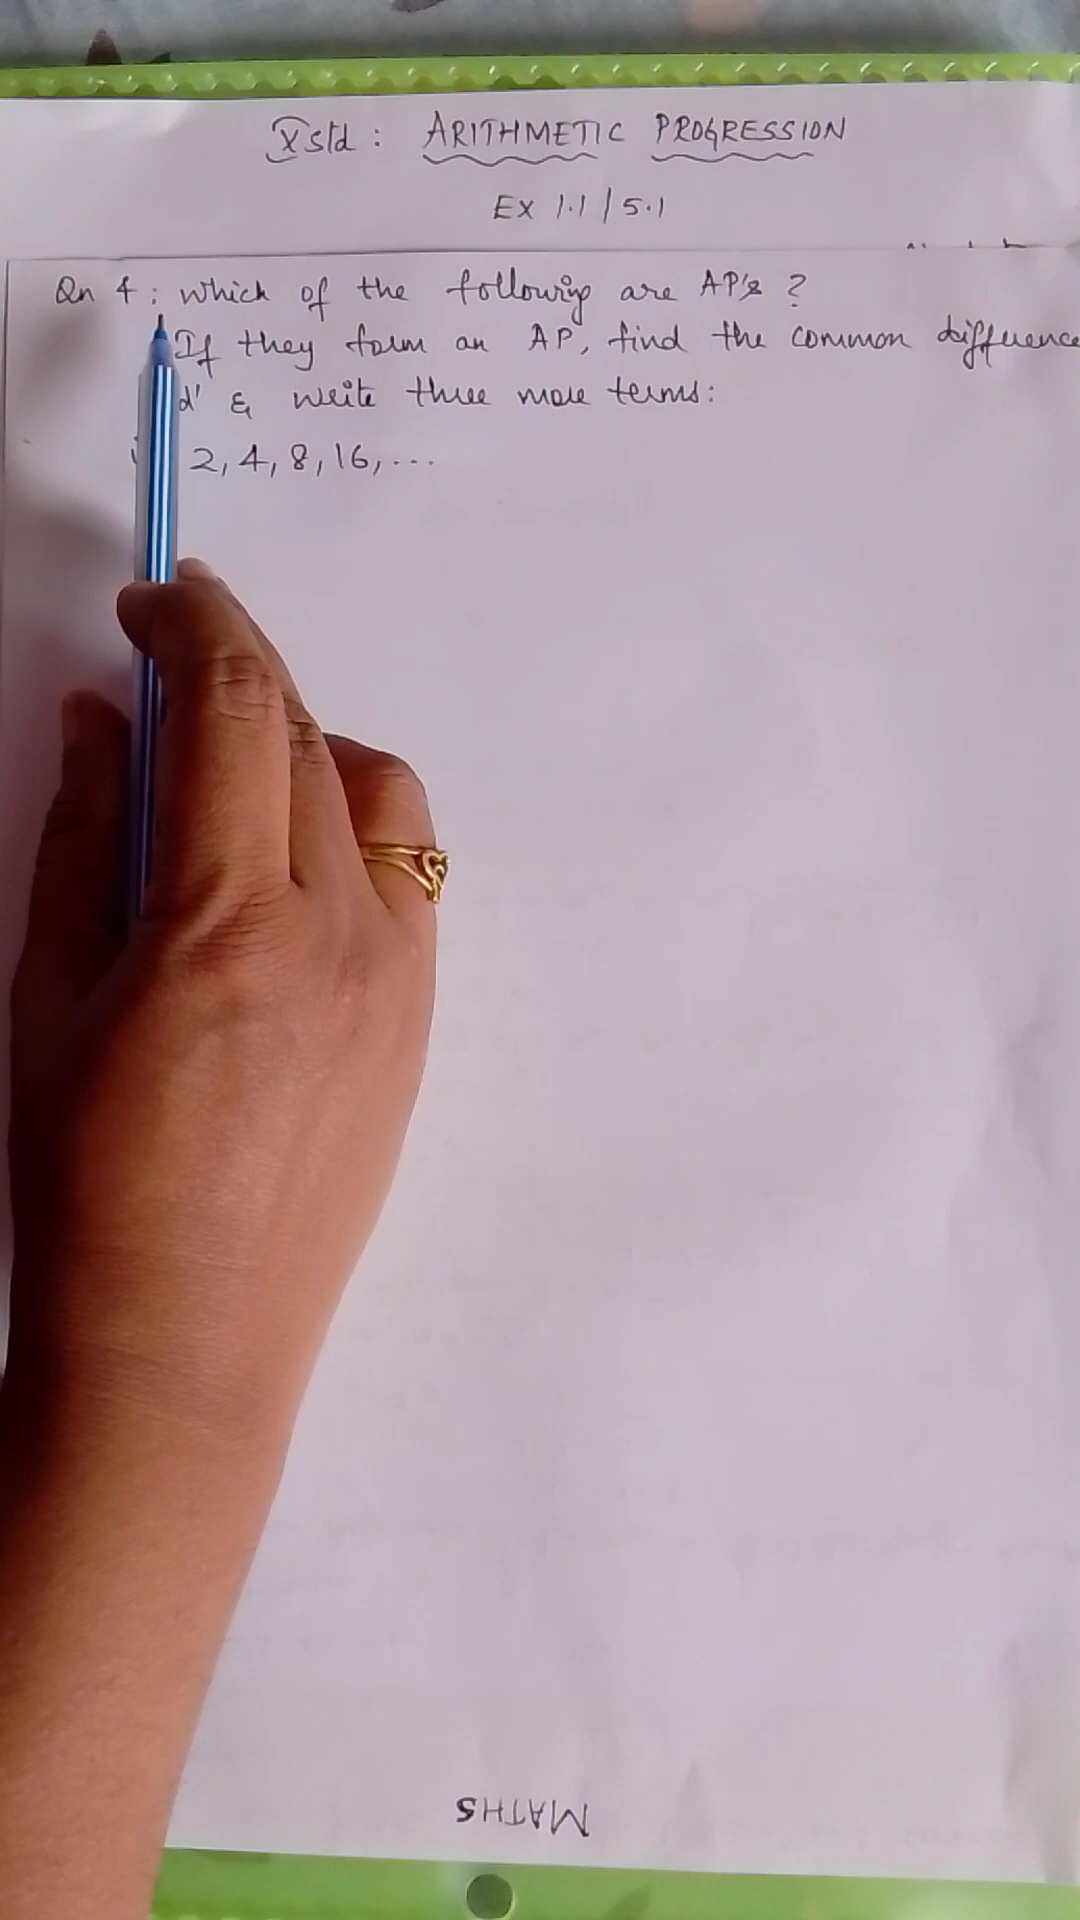 X std : ARITHMETIC PROGRESSION
Ex 1.1 / 5.1
Qn 4 : Which of the following are AP's ?
If they form an AP, find the common difference
d' & write three more terms:
2, 4, 8, 16, ...
MATHS